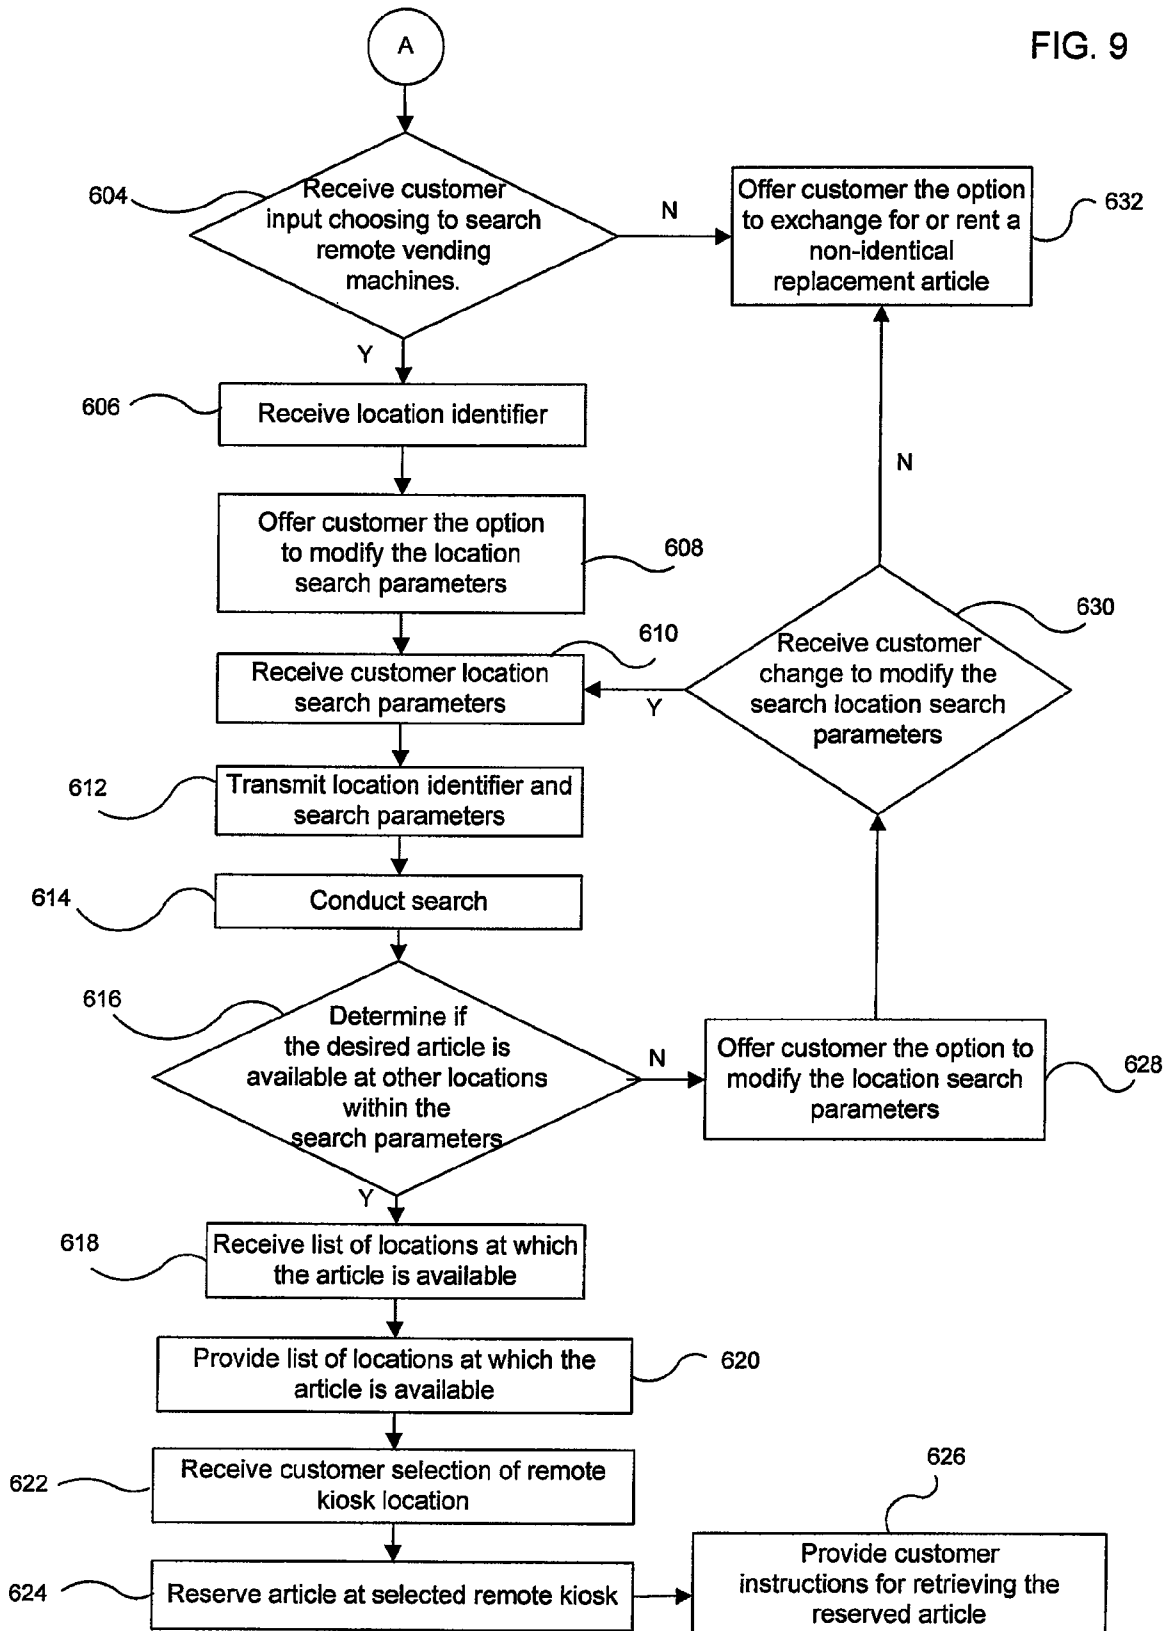 A
FIG. 9
604
Receive customer
input choosing to search
remote vending
machines.
N
Offer customer the option
to exchange for or rent a
non-identical
replacement article
632
Y
606
Receive location identifier
N
Offer customer the option
to modify the location
search parameters
608
610
Receive customer location
search parameters
Y
Receive customer
change to modify the
search location search
parameters
630
612
Transmit location identifier and
search parameters
614
Conduct search
616
Determine if
the desired article is
available at other locations
within the
search parameters
N
Offer customer the option to
modify the location search
parameters
628
Y
618
Receive list of locations at which
the article is available
Provide list of locations at which the
article is available
620
622
Receive customer selection of remote
kiosk location
626
624
Reserve article at selected remote kiosk
Provide customer
instructions for retrieving the
reserved article